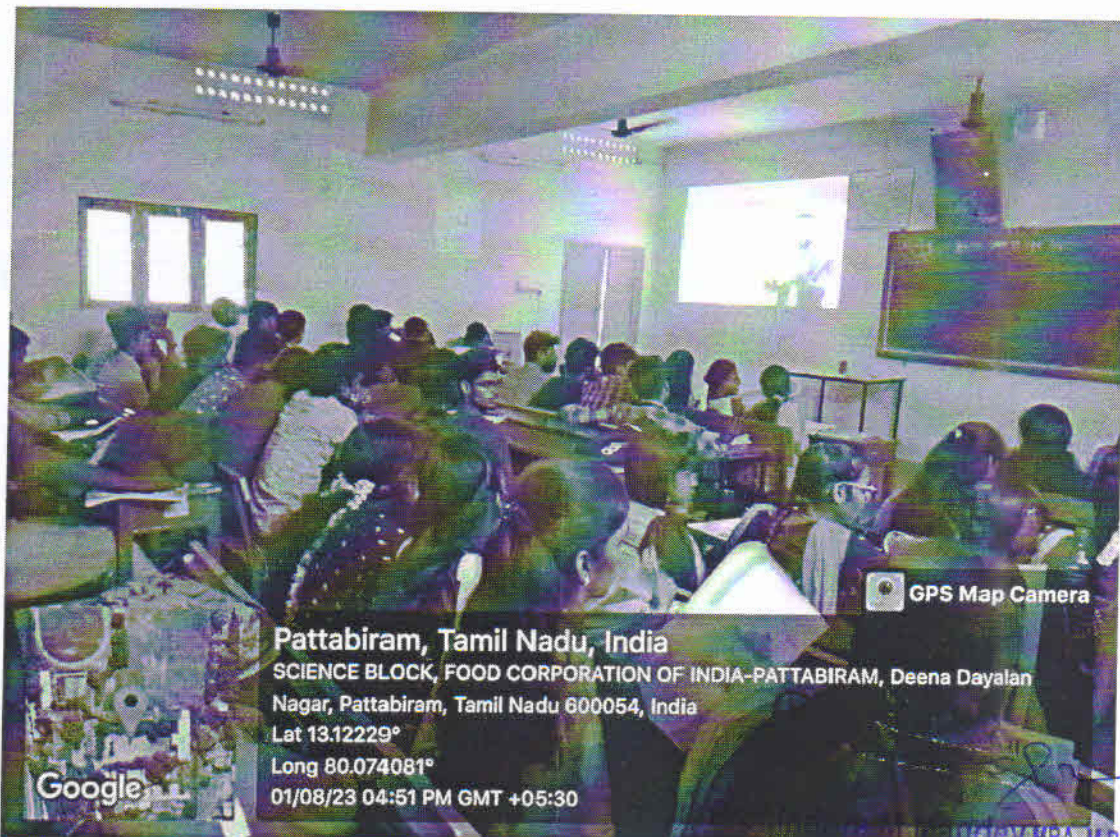 GPS Map Camera
Pattabiram, Tamil Nadu, India
SCIENCE BLOCK, FOOD CORPORATION OF INDIA-PATTABIRAM, Deena Dayalan
Nagar, Pattabiram, Tamil Nadu 600054, India
Lat 13.12229°
Long 80.074081°
01/08/23 04:51 PM GMT +05:30
Google